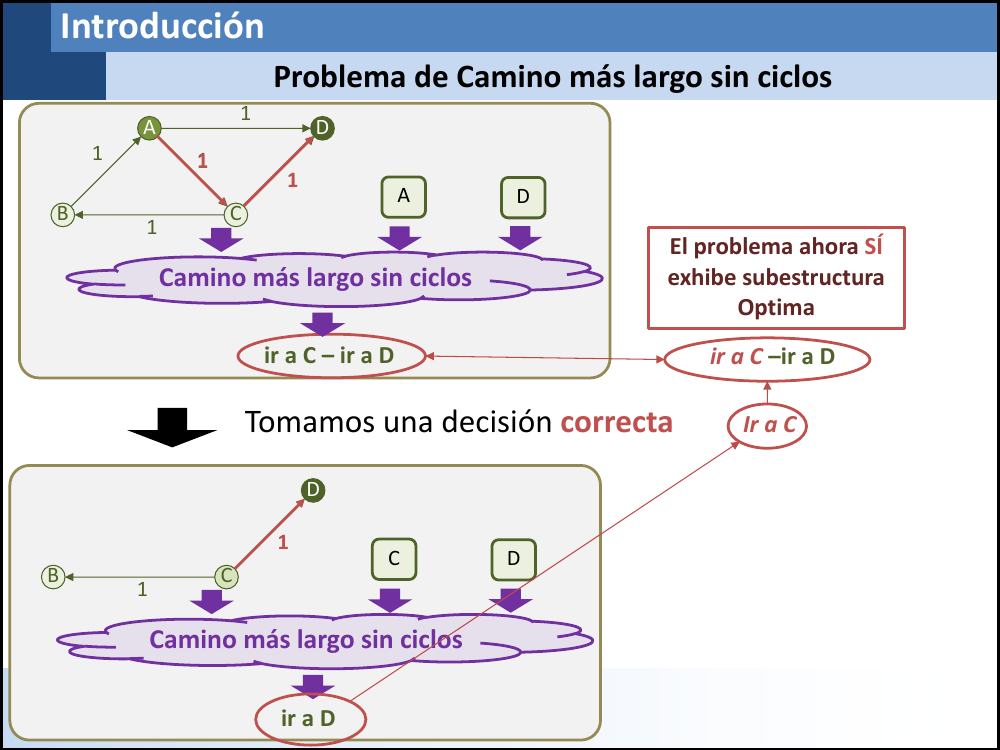 Introducción
Problema de Camino más largo sin ciclos
1
A
D
1
1
1
B
C
1
A
D
Camino más largo sin ciclos
ir a C – ir a D
El problema ahora SÍ
exhibe subestructura
Optima
ir a C –ir a D
Ir a C
Tomamos una decisión correcta
D
1
B
C
1
C
D
Camino más largo sin ciclos
ir a D